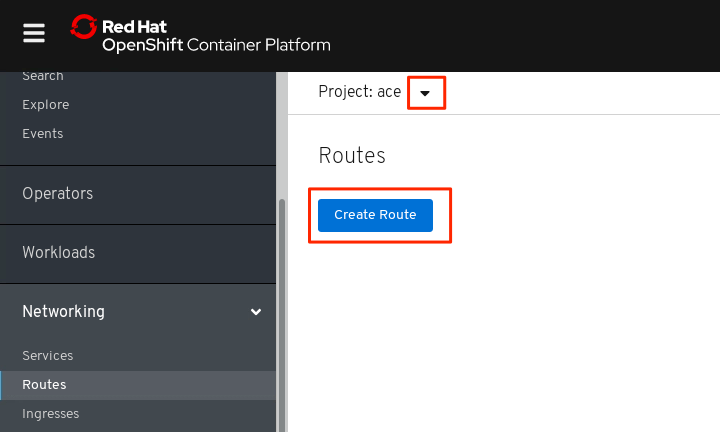 Red Hat
OpenShift Container Platform
Search
Explore
Events
Operators
Workloads
Networking
Services
Routes
Ingresses
Project: ace
Routes
Create Route